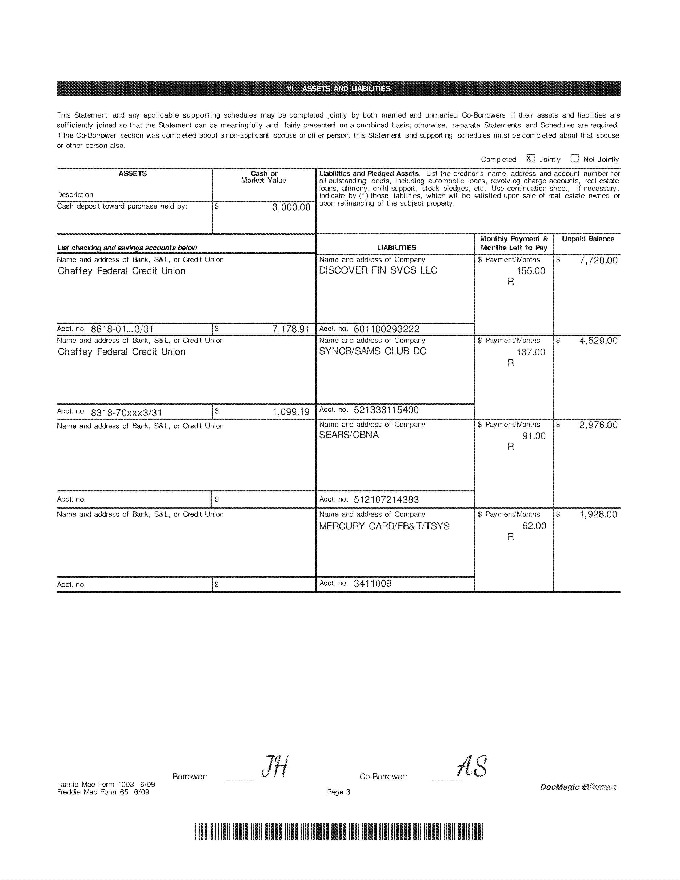 VI. ASSETS AND LIABILITIES
This Statement and any applicable supporting schedules may be completed jointly by both married and unmarried Co-Borrowers if their assets and liabilities are
sufficiently joined so that the Statement can be meaningfully and fairly presented on a combined basis; otherwise, separate Statements and Schedules are required.
If the Co-Borrower section was completed about a non-applicant spouse or other person, this Statement and supporting schedules must be completed about that spouse
or other person also.
Completed ☒ Jointly ☐ Not Jointly
ASSETS
Cash or
Market Value
Description
Cash deposit toward purchase held by:
$ 3,000.00
Liabilities and Pledged Assets. List the creditor's name, address and account number for
all outstanding debts, including automobile loans, revolving charge accounts, real estate
loans, alimony, child support, stock pledges, etc. Use continuation sheet, if necessary.
Indicate by (*) those liabilities, which will be satisfied upon sale of real estate owned or
upon refinancing of the subject property.
List checking and savings accounts below
LIABILITIES
Monthly Payment &
Months Left to Pay
Unpaid Balance
Name and address of Bank, S&L, or Credit Union
Chaffey Federal Credit Union
Name and address of Company
DISCOVER FIN SVCS LLC
$ Payment/Months
155.00
R
$ 7,720.00
Acct. no.
$ 7,178.91
Acct. no. 601100293222
Name and address of Bank, S&L, or Credit Union
Chaffey Federal Credit Union
Name and address of Company
SYNCB/SAMS CLUB DC
$ Payment/Months
137.00
R
$ 4,529.00
Acct. no. 8318-70xxx3/31
$ 1,099.19
Acct. no. 521333115400
Name and address of Bank, S&L, or Credit Union
Name and address of Company
SEARS/CBNA
$ Payment/Months
91.00
R
$ 2,976.00
Acct. no.
$
Acct. no. 512107214383
Name and address of Bank, S&L, or Credit Union
Name and address of Company
MERCURY CARD/FB&T/TSYS
$ Payment/Months
62.00
R
$ 1,928.00
Acct. no.
$
Acct. no. 3411009
Borrower JH
Co-Borrower AS
Fannie Mae Form 1003 6/09
Freddie Mac Form 65 6/09
Page 3
DocMagic